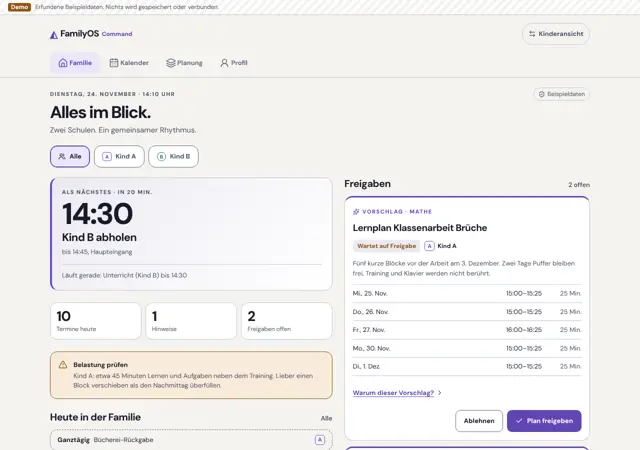 Demo Erfundene Beispieldaten. Nichts wird gespeichert oder verbunden.
FamilyOS Command
Kinderansicht
Familie Kalender Planung Profil
DIENSTAG, 24. NOVEMBER · 14:10 UHR
Beispieldaten
Alles im Blick.
Zwei Schulen. Ein gemeinsamer Rhythmus.
Alle A Kind A B Kind B
ALS NÄCHSTES · IN 20 MIN.
14:30
Kind B abholen
bis 14:45, Haupteingang
Läuft gerade: Unterricht (Kind B) bis 14:30
10
Termine heute
1
Hinweise
2
Freigaben offen
Belastung prüfen
Kind A: etwa 45 Minuten Lernen und Aufgaben neben dem Training. Lieber einen
Block verschieben als den Nachmittag überfüllen.
Heute in der Familie Alle
Ganztägig Bücherei-Rückgabe A
Freigaben 2 offen
VORSCHLAG · MATHE
Lernplan Klassenarbeit Brüche
Wartet auf Freigabe A Kind A
Fünf kurze Blöcke vor der Arbeit am 3. Dezember. Zwei Tage Puffer bleiben
frei, Training und Klavier werden nicht berührt.
Mi., 25. Nov. 15:00–15:25 25 Min.
Do., 26. Nov. 15:00–15:25 25 Min.
Fr., 27. Nov. 16:00–16:25 25 Min.
Mo., 30. Nov. 15:00–15:25 25 Min.
Di., 1. Dez. 15:00–15:25 25 Min.
Warum dieser Vorschlag?
Ablehnen Plan freigeben